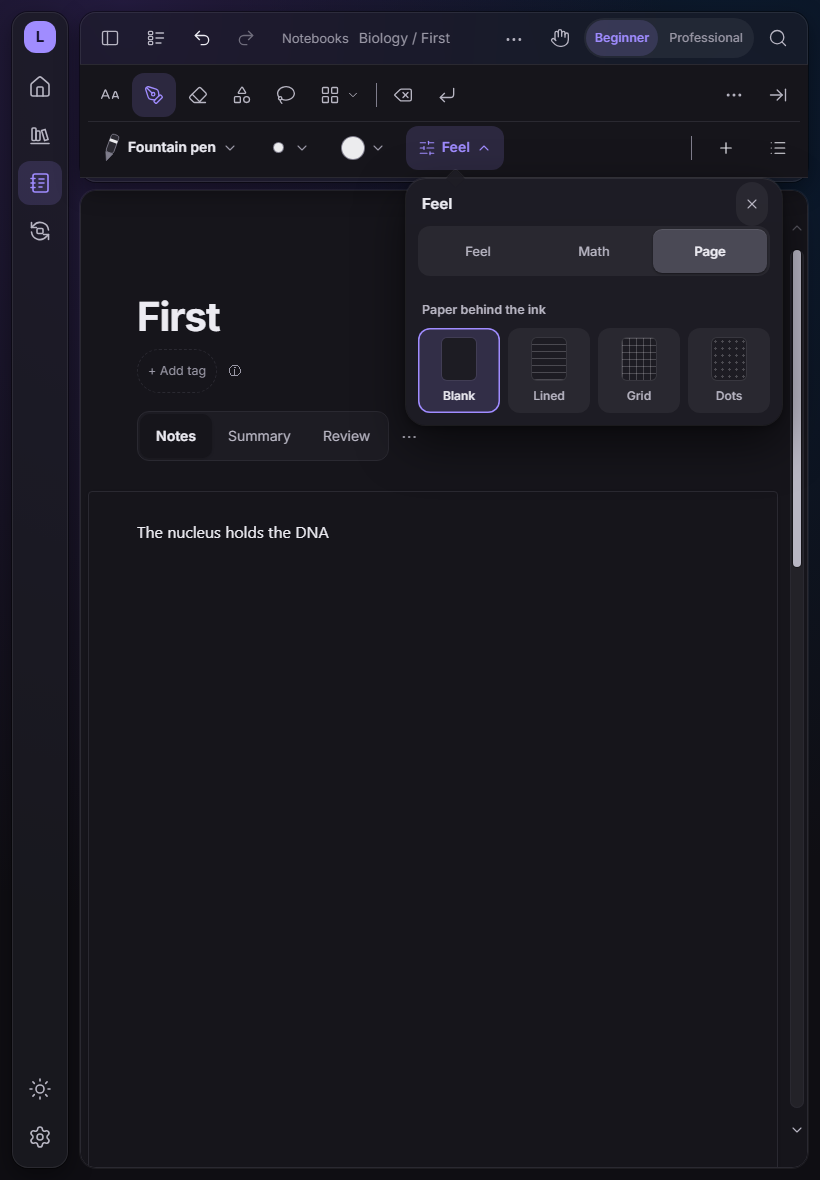 L
Notebooks Biology / First
Beginner Professional
AA
Fountain pen
Feel
Feel
Feel Math Page
Paper behind the ink
Blank Lined Grid Dots
First
+ Add tag
Notes Summary Review
The nucleus holds the DNA